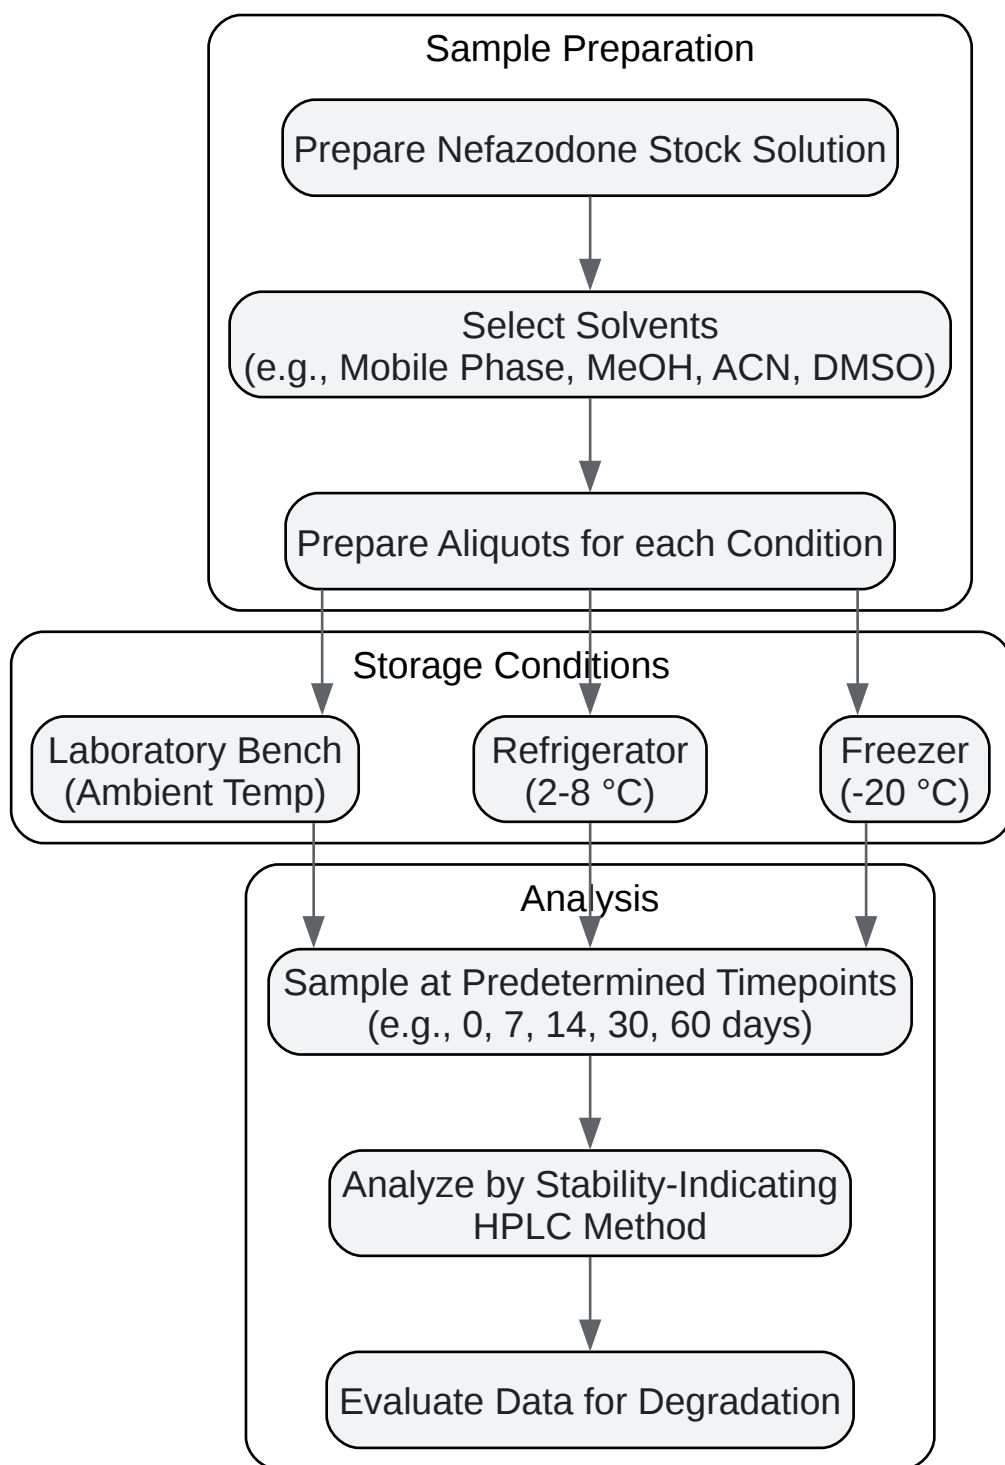 Sample Preparation
Prepare Nefazodone Stock Solution
Select Solvents
(e.g., Mobile Phase, MeOH, ACN, DMSO)
Prepare Aliquots for each Condition
Storage Conditions
Laboratory Bench
(Ambient Temp)
Refrigerator
(2-8 °C)
Freezer
(-20 °C)
Analysis
Sample at Predetermined Timepoints
(e.g., 0, 7, 14, 30, 60 days)
Analyze by Stability-Indicating
HPLC Method
Evaluate Data for Degradation